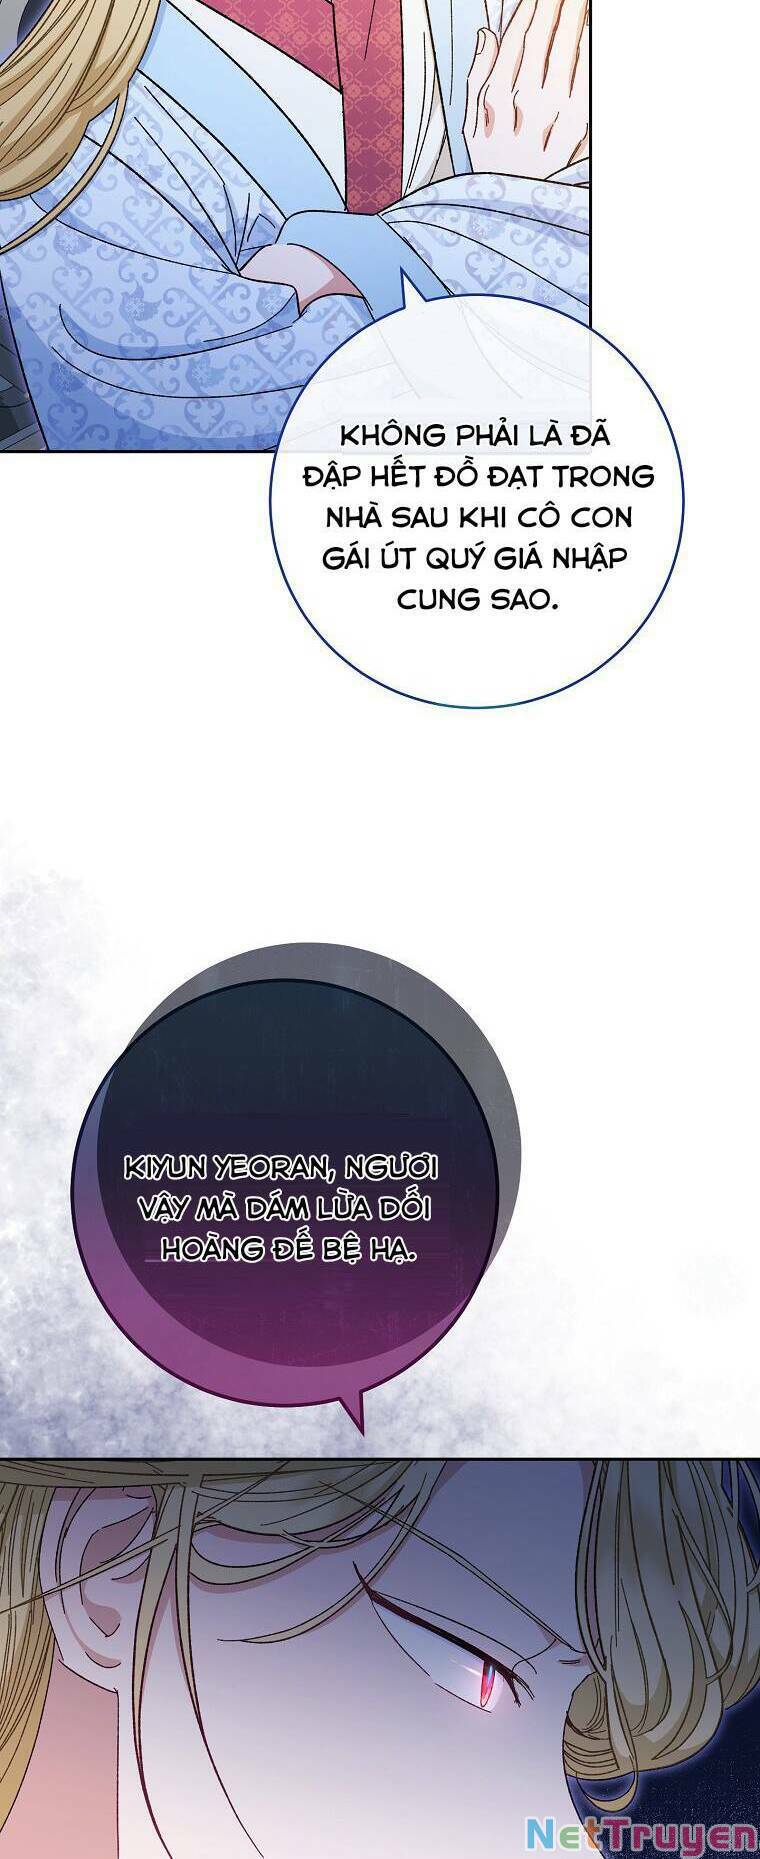 KHÔNG PHẢI LÀ ĐÃ
ĐẬP HẾT ĐỒ ĐẠT TRONG
NHÀ SAU KHI CÔ CON
GÁI ÚT QUÝ GIÁ NHẬP
CUNG SAO.
KIYUN YEORAN, NGƯƠI
VẬY MÀ DÁM LỪA DỐI
HOÀNG ĐẾ BỆ HẠ.
NetTruyen